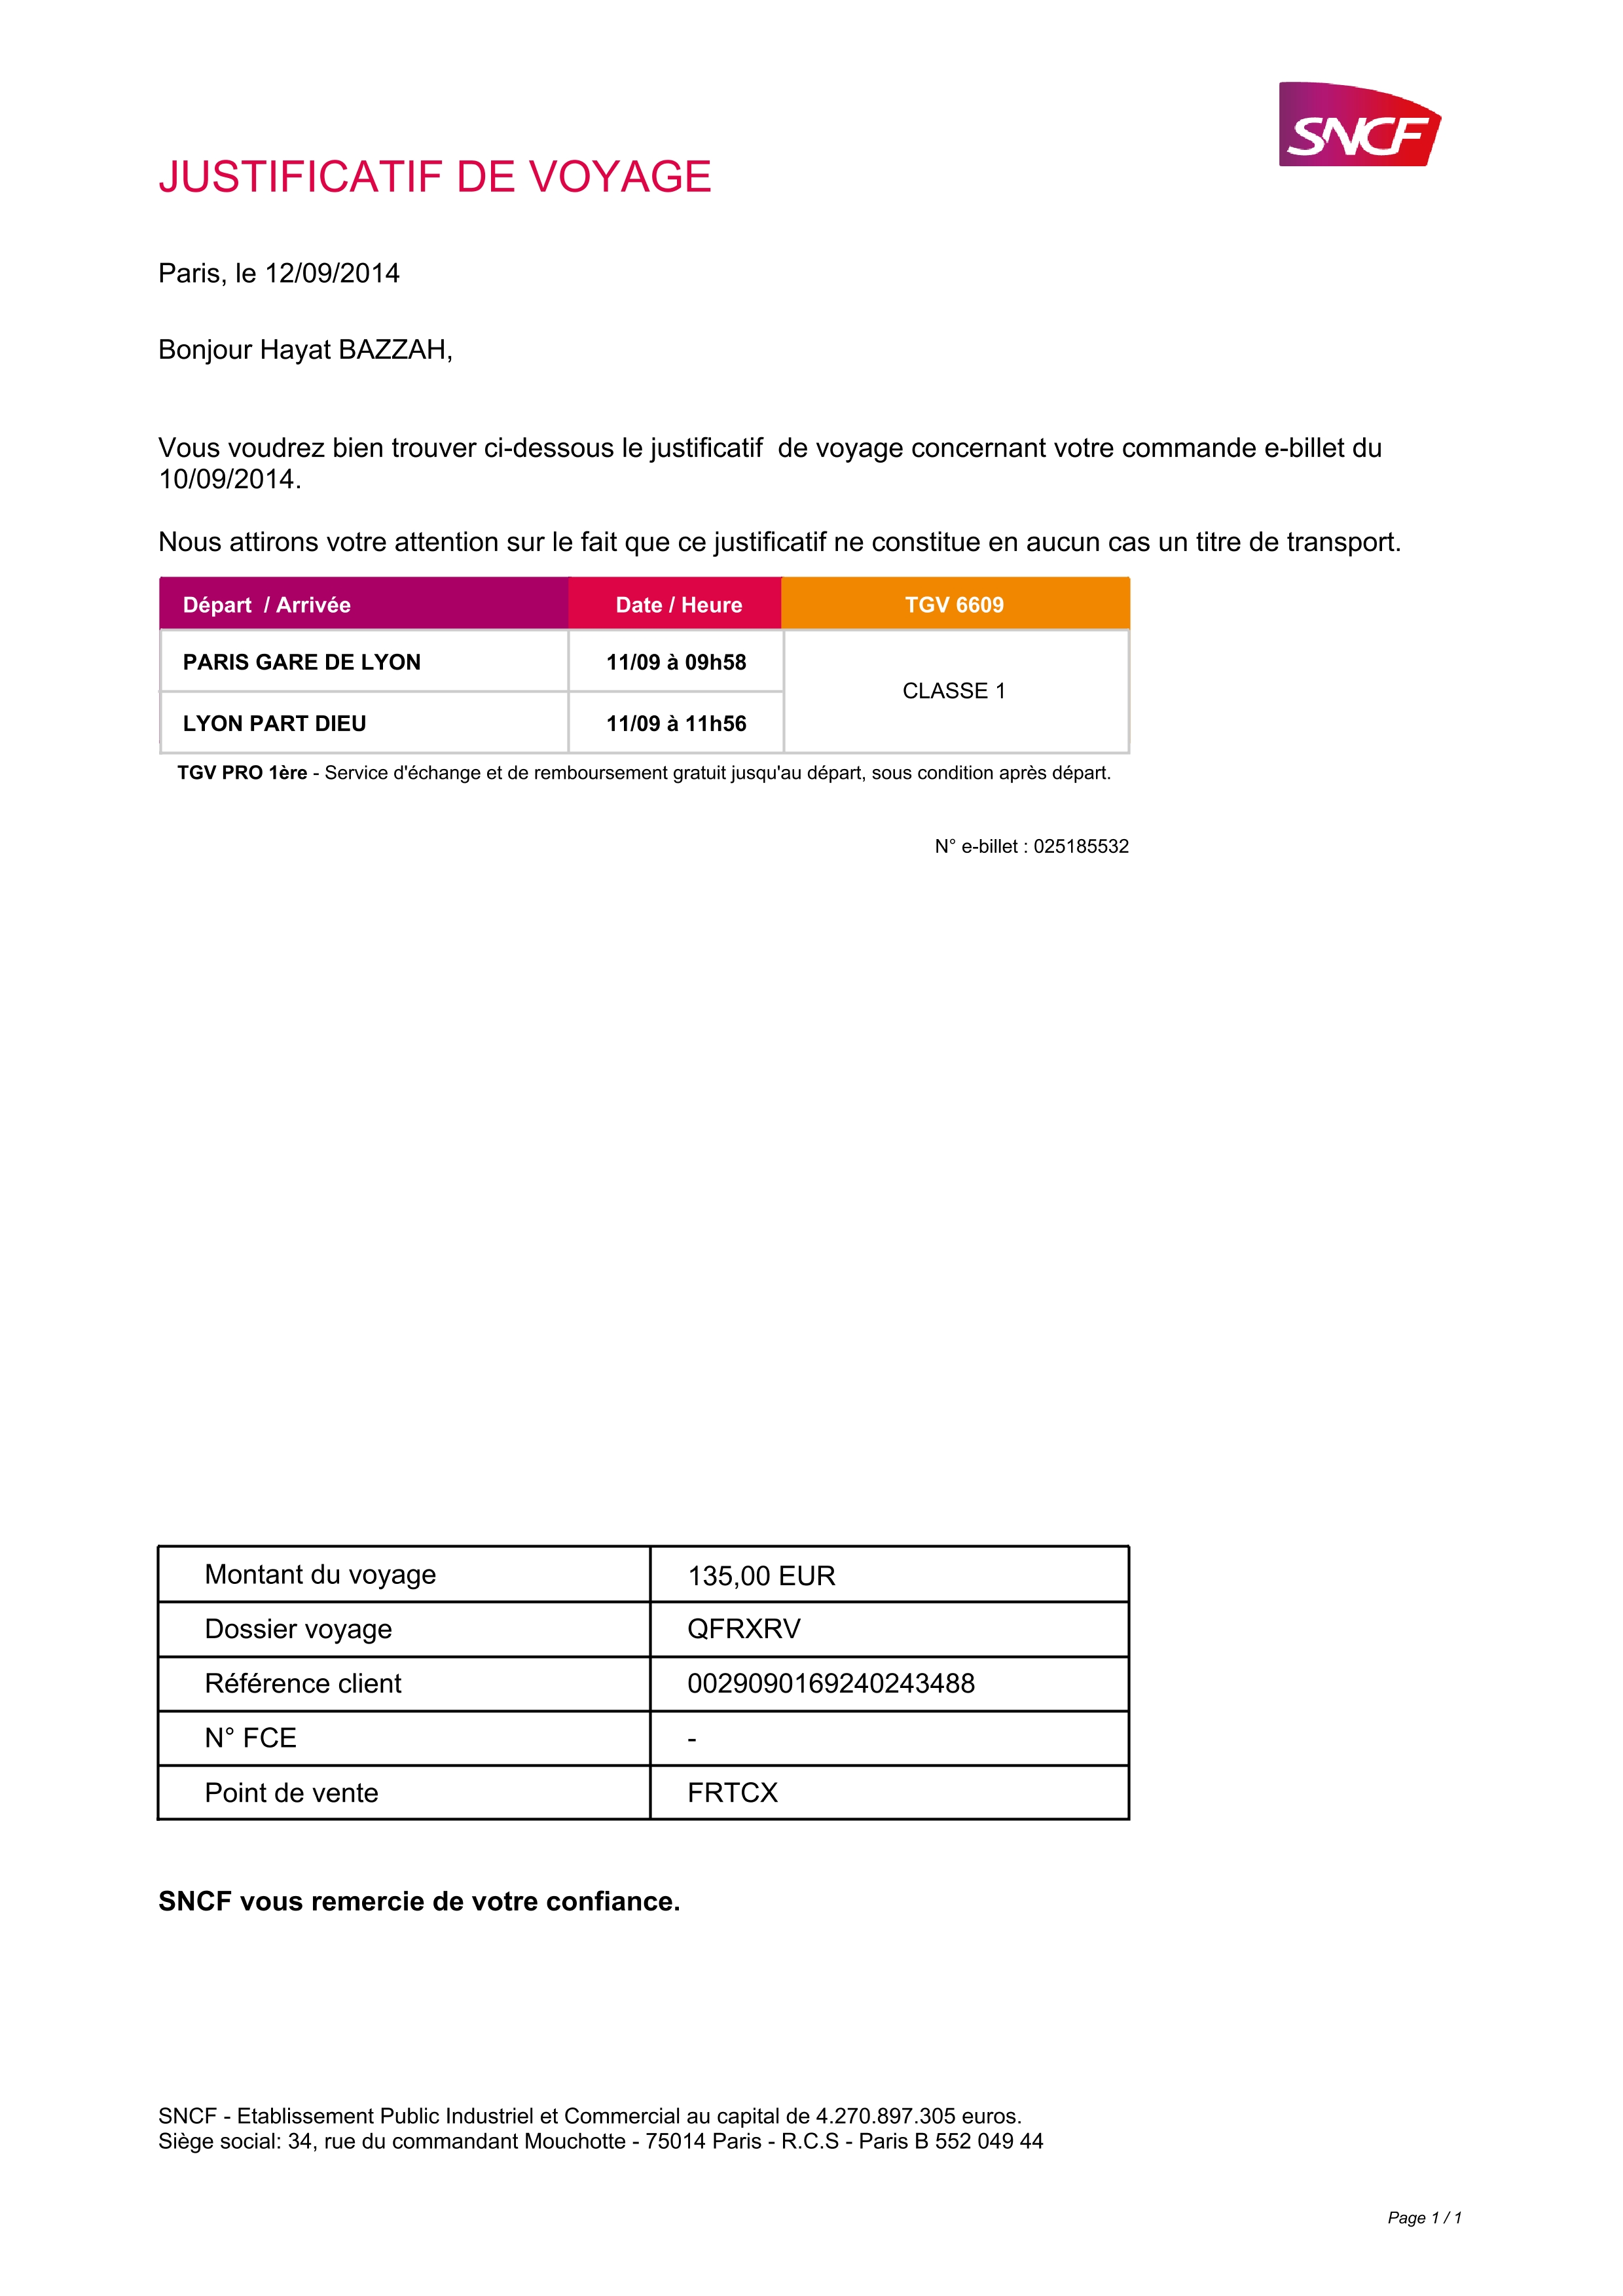 SNCF
JUSTIFICATIF DE VOYAGE
Paris, le 12/09/2014
Bonjour Hayat BAZZAH,
Vous voudrez bien trouver ci-dessous le justificatif  de voyage concernant votre commande e-billet du
10/09/2014.
Nous attirons votre attention sur le fait que ce justificatif ne constitue en aucun cas un titre de transport.
Départ  / Arrivée Date / Heure TGV 6609
PARIS GARE DE LYON 11/09 à 09h58
CLASSE 1
LYON PART DIEU 11/09 à 11h56
TGV PRO 1ère - Service d'échange et de remboursement gratuit jusqu'au départ, sous condition après départ.
N° e-billet : 025185532
Montant du voyage 135,00 EUR
Dossier voyage QFRXRV
Référence client 0029090169240243488
N° FCE -
Point de vente FRTCX
SNCF vous remercie de votre confiance.
SNCF - Etablissement Public Industriel et Commercial au capital de 4.270.897.305 euros.
Siège social: 34, rue du commandant Mouchotte - 75014 Paris - R.C.S - Paris B 552 049 44
Page 1 / 1